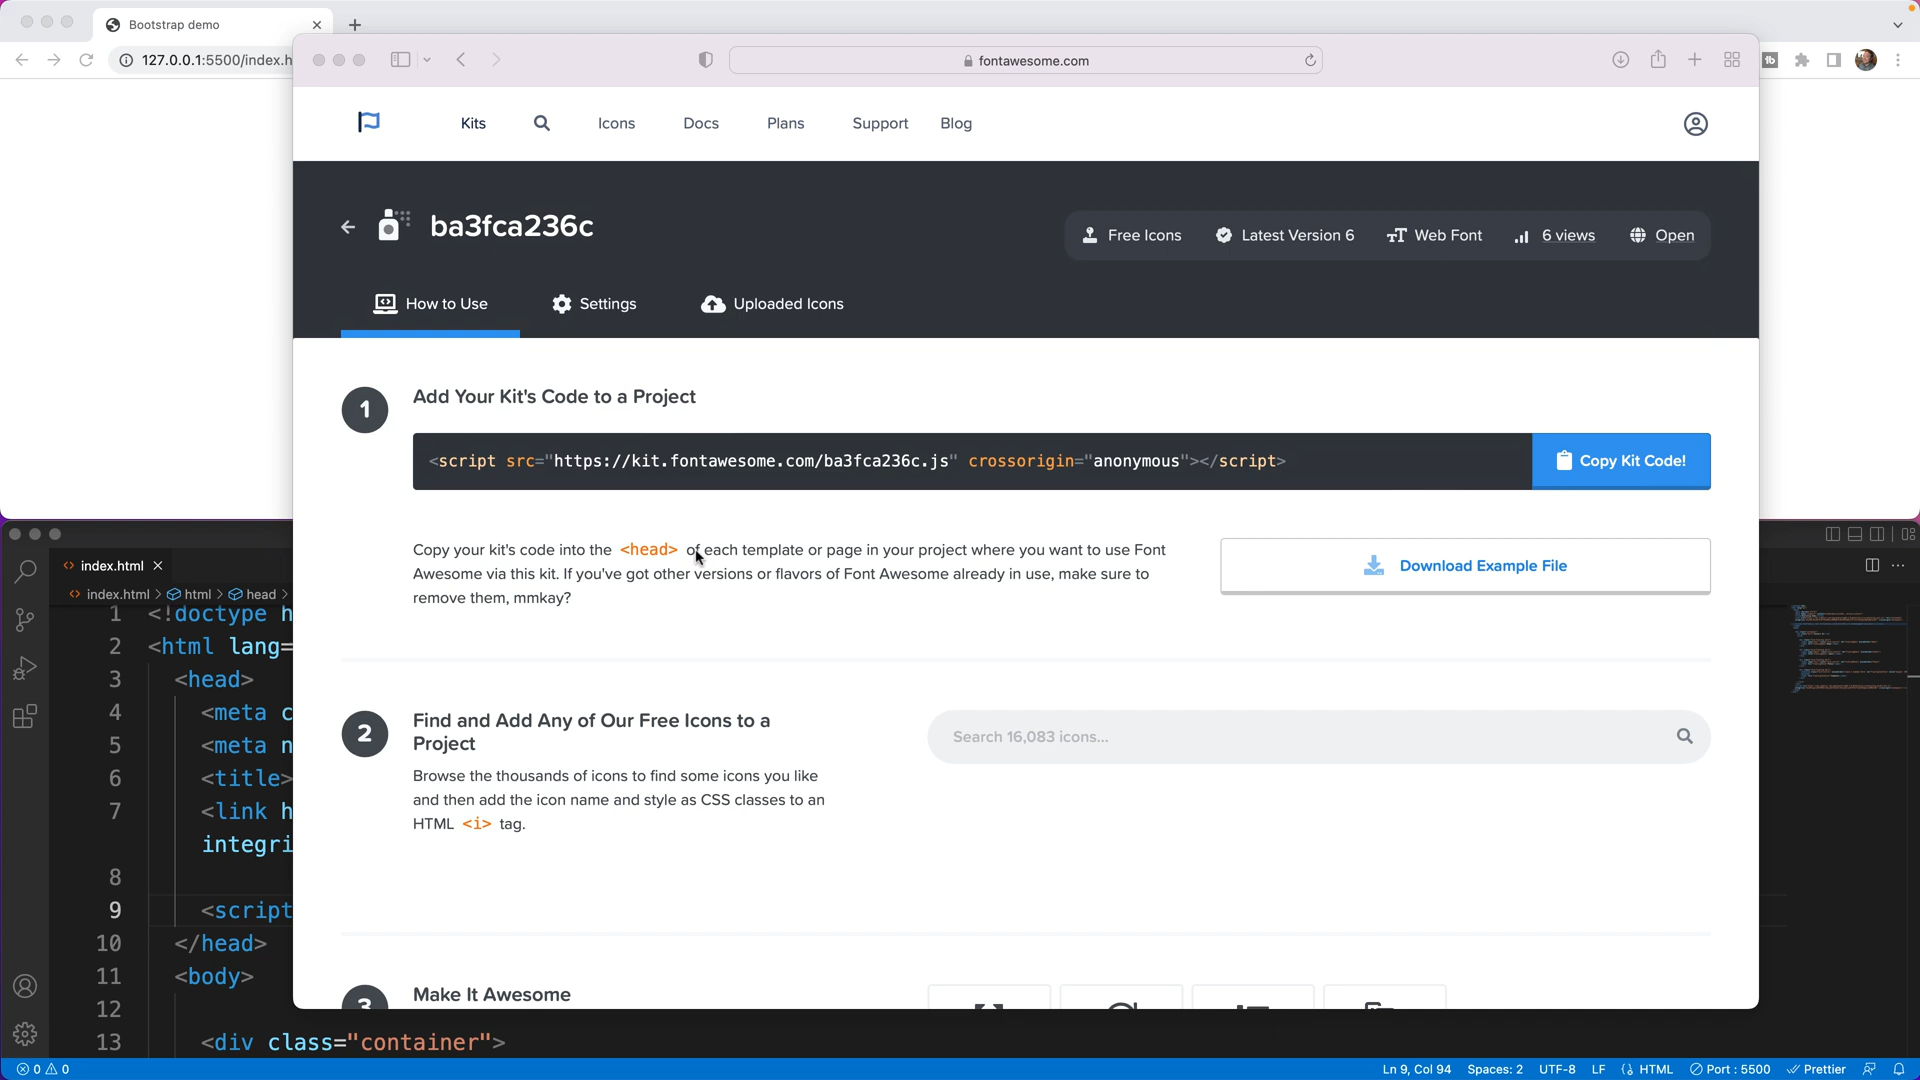 Bootstrap demo
127.0.0.1:5500/index.h
fontawesome.com
Kits
Icons
Docs
Plans
Support
Blog
ba3fca236c
Free Icons
Latest Version 6
Web Font
6 views
Open
How to Use
Settings
Uploaded Icons
1
Add Your Kit's Code to a Project
<script src="https://kit.fontawesome.com/ba3fca236c.js" crossorigin="anonymous"></script>
Copy Kit Code!
Copy your kit's code into the <head> of each template or page in your project where you want to use Font
Awesome via this kit. If you've got other versions or flavors of Font Awesome already in use, make sure to
remove them, mmkay?
Download Example File
2
Find and Add Any of Our Free Icons to a
Project
Search 16,083 icons...
Browse the thousands of icons to find some icons you like
and then add the icon name and style as CSS classes to an
HTML <i> tag.
3
Make It Awesome
index.html
index.html > html > head >
1 <!doctype h
2 <html lang=
3 <head>
4 <meta c
5 <meta n
6 <title>
7 <link h
integri
8
9 <script
10 </head>
11 <body>
12
13 <div class="container">
0 0
Ln 9, Col 94
Spaces: 2
UTF-8
LF
HTML
Port : 5500
Prettier